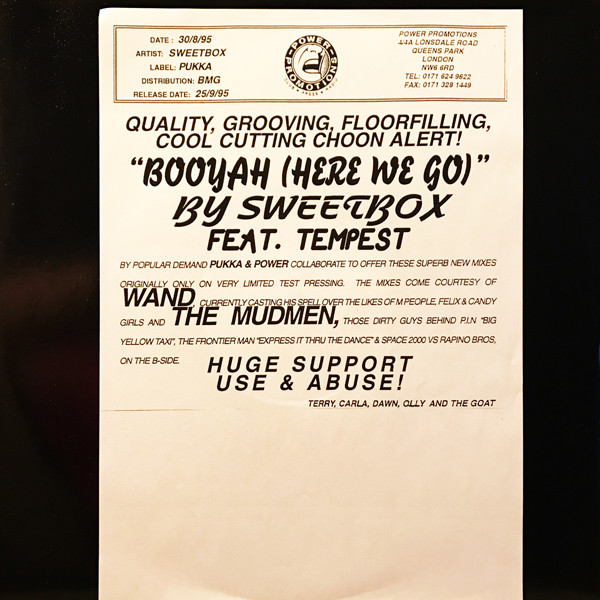 DATE : 30/8/95
ARTIST: SWEETBOX
LABEL: PUKKA
DISTRIBUTION: BMG
RELEASE DATE: 25/9/95
POWER PROMOTIONS
POWER PROMOTIONS
LONSDALE ROAD
QUEENS PARK
LONDON
NW6 6RD
TEL: 0171 624 9622
FAX: 0171 328 1449
QUALITY, GROOVING, FLOORFILLING,
COOL CUTTING CHOON ALERT!
"BOOYAH (HERE WE GO)"
BY SWEETBOX
FEAT. TEMPEST
BY POPULAR DEMAND PUKKA & POWER COLLABORATE TO OFFER THESE SUPERB NEW MIXES
ORIGINALLY ONLY ON VERY LIMITED TEST PRESSING. THE MIXES COME COURTESY OF
WAND, CURRENTLY CASTING HIS SPELL OVER THE LIKES OF M PEOPLE, FELIX & CANDY
GIRLS AND THE MUDMEN, THOSE DIRTY GUYS BEHIND P.I.N "BIG
YELLOW TAXI", THE FRONTIER MAN "EXPRESS IT THRU THE DANCE" & SPACE 2000 VS RAPINO BROS,
ON THE B-SIDE.
HUGE SUPPORT
USE & ABUSE!
TERRY, CARLA, DAWN, OLLY AND THE GOAT